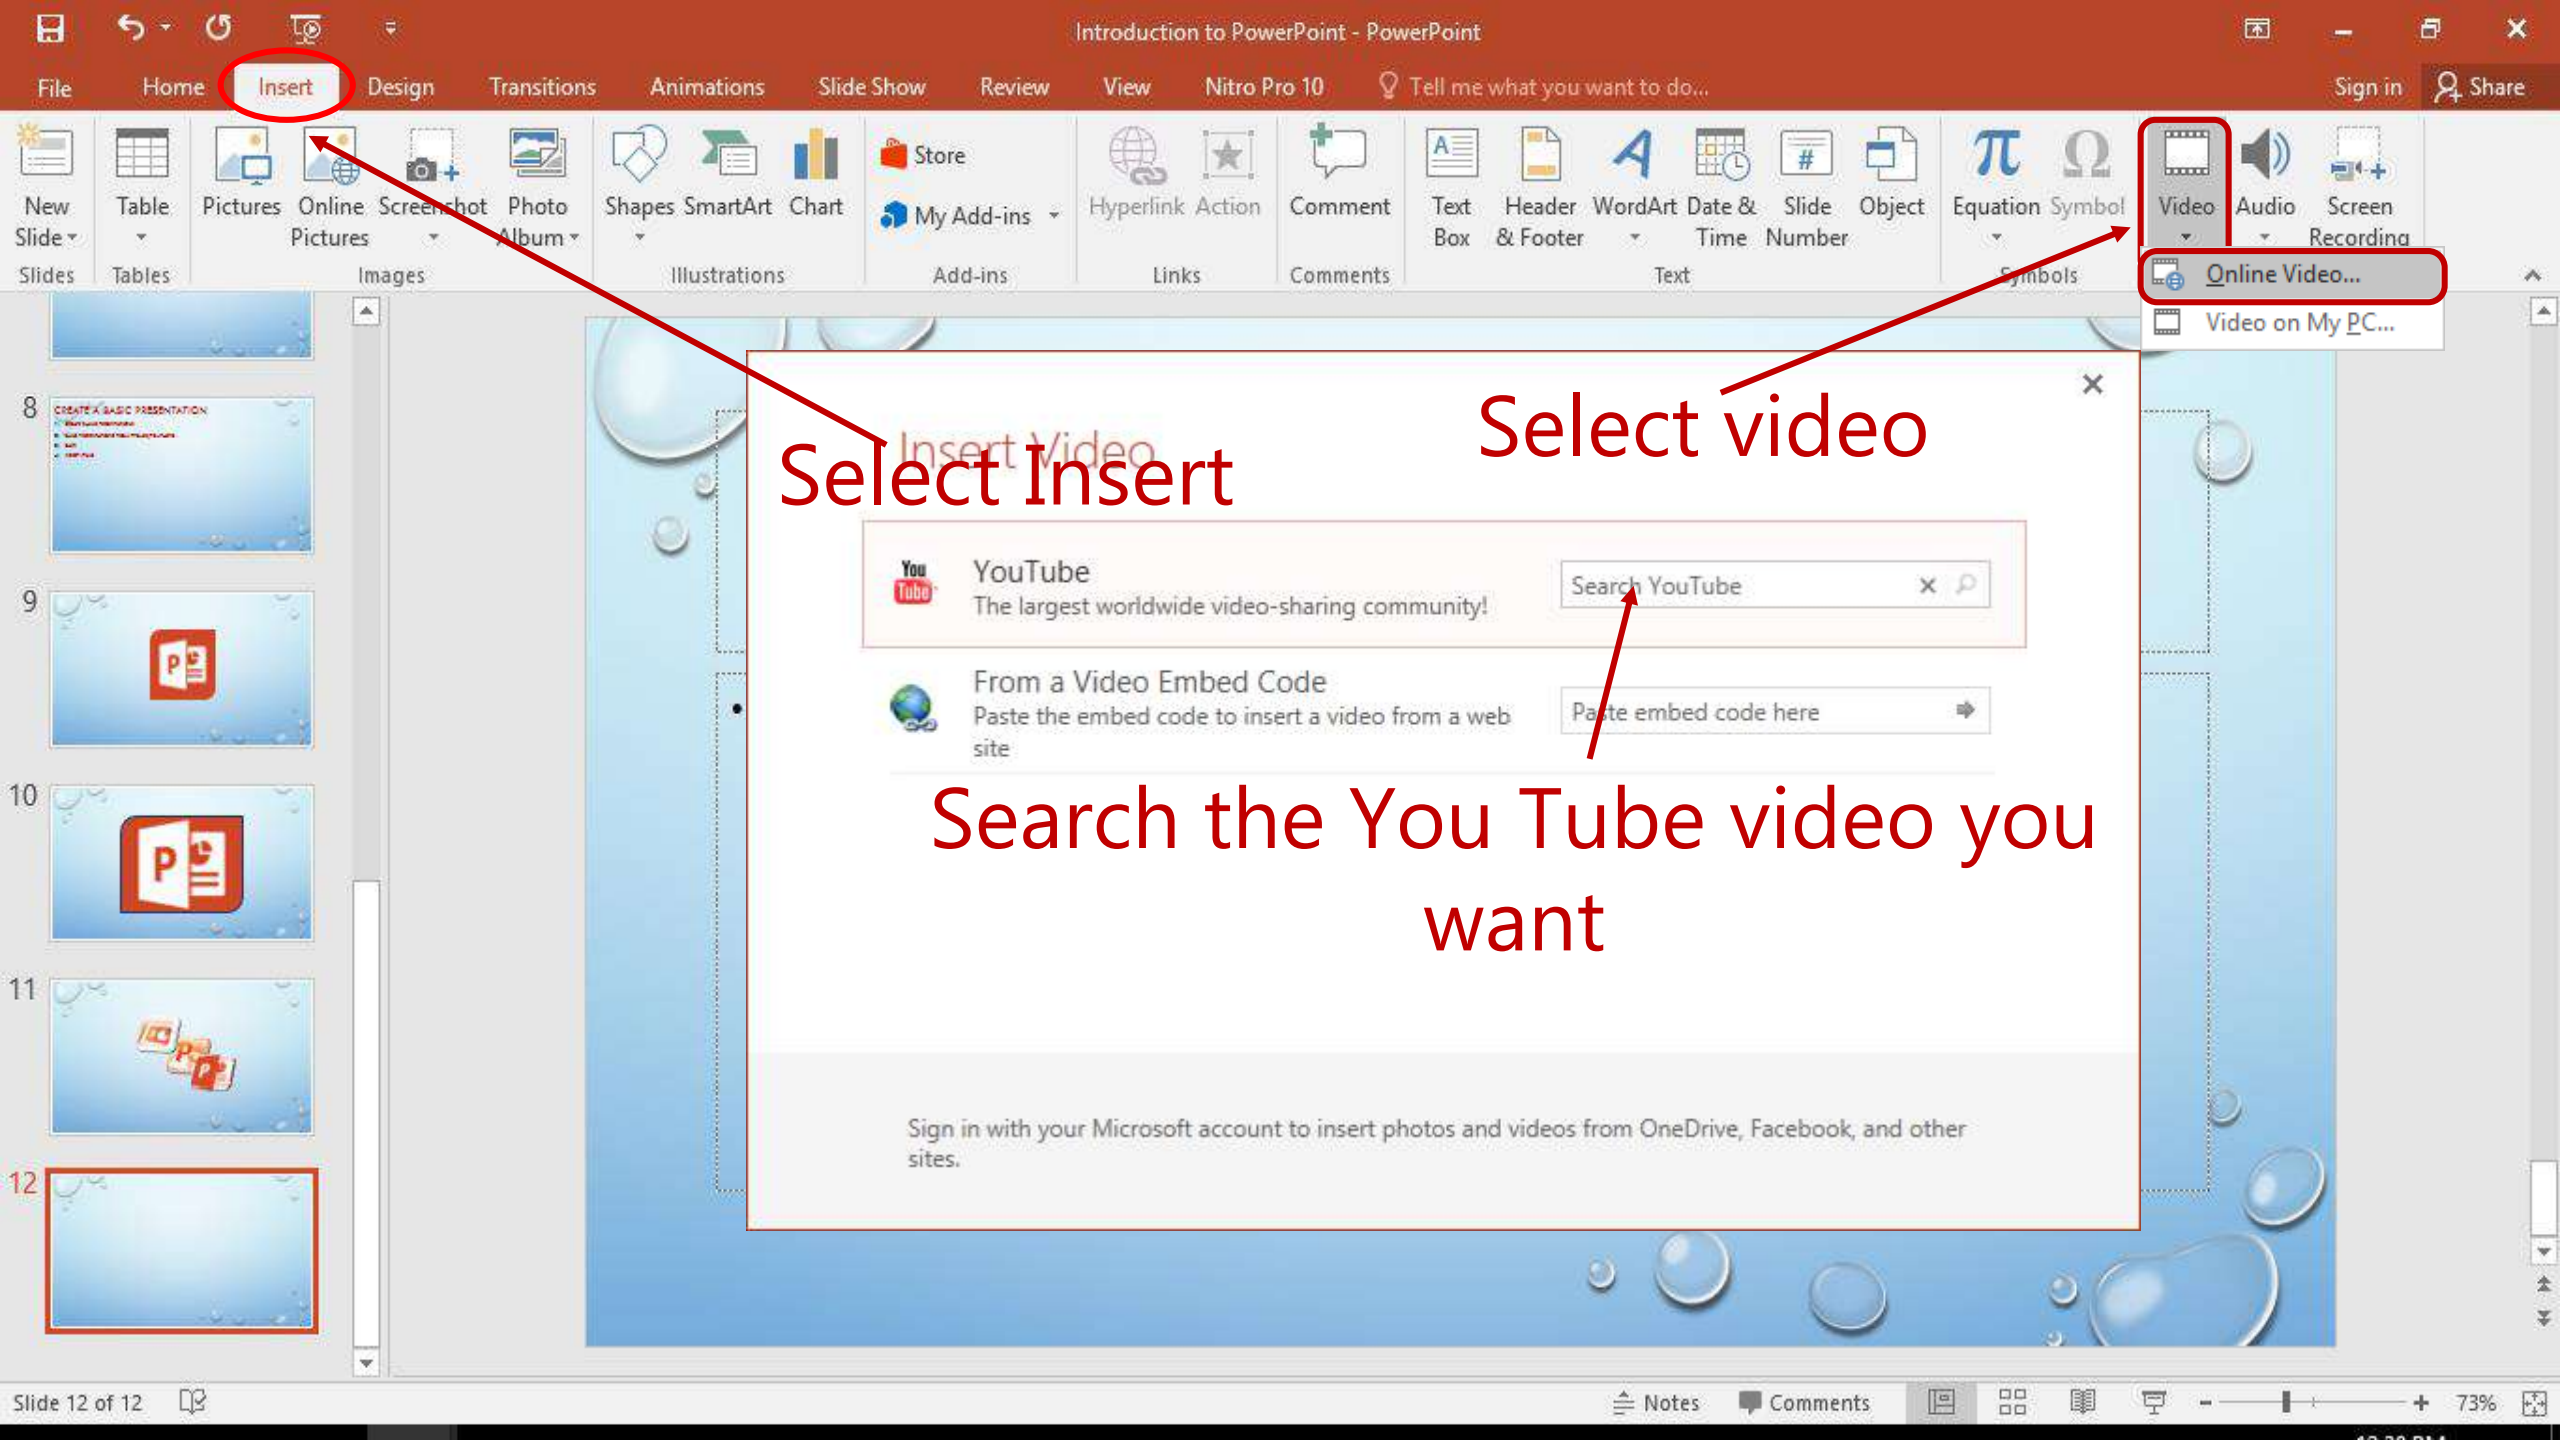 Introduction to PowerPoint - PowerPoint
File Home Insert Design Transitions Animations Slide Show Review View Nitro Pro 10 Tell me what you want to do... Sign in Share
New Slide
Table
Pictures
Online Pictures
Screenshot
Photo Album
Shapes
SmartArt
Chart
Store
My Add-ins
Hyperlink
Action
Comment
Text Box
Header & Footer
WordArt
Date & Time
Slide Number
Object
Equation
Symbol
Video
Audio
Screen Recording
Slides Tables Images Illustrations Add-ins Links Comments Text Symbols
Online Video...
Video on My PC...
8
CREATE A BASIC PRESENTATION
9
10
11
12
Select video
Insert Video
Select Insert
You Tube
YouTube
The largest worldwide video-sharing community!
Search YouTube
From a Video Embed Code
Paste the embed code to insert a video from a web
site
Paste embed code here
Search the You Tube video you
want
Sign in with your Microsoft account to insert photos and videos from OneDrive, Facebook, and other
sites.
Slide 12 of 12 Notes Comments 73%